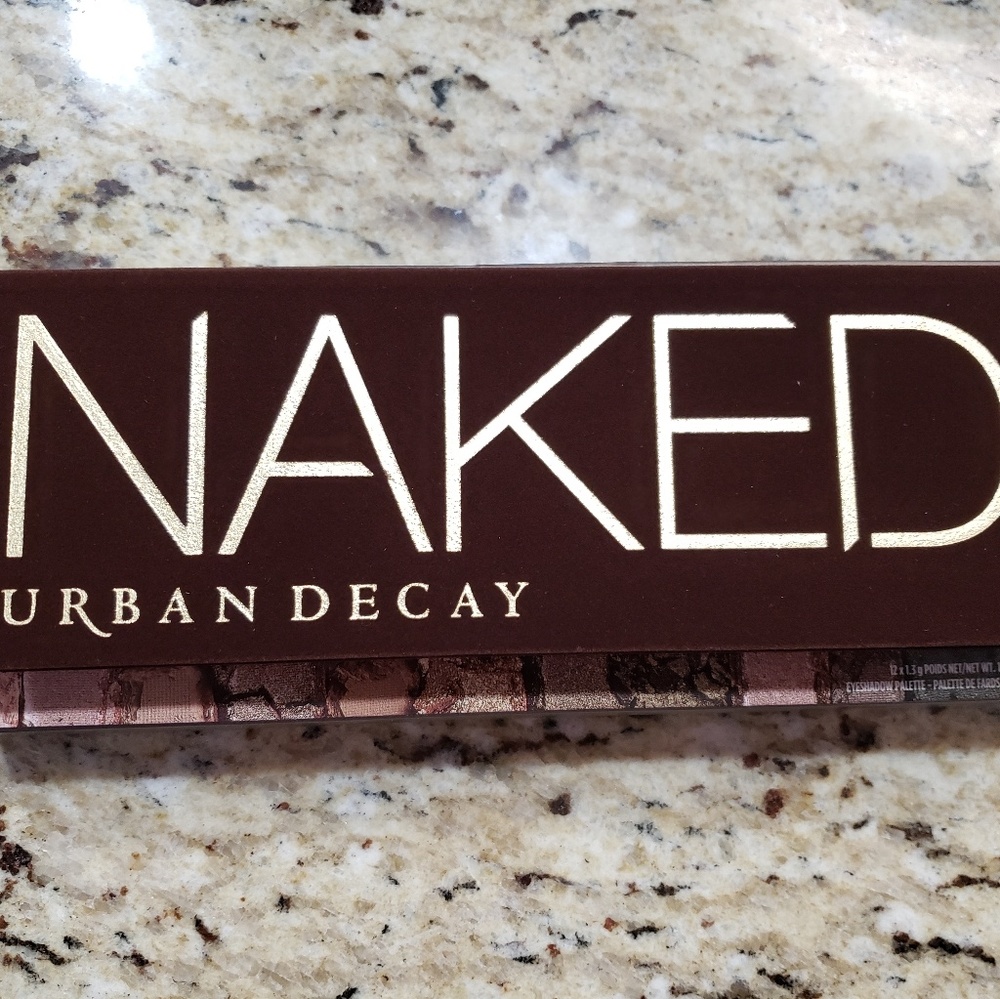 NAKED
URBAN DECAY
12 x 1.3 g POIDS NET/NET WT.
EYESHADOW PALETTE - PALETTE DE FARDS